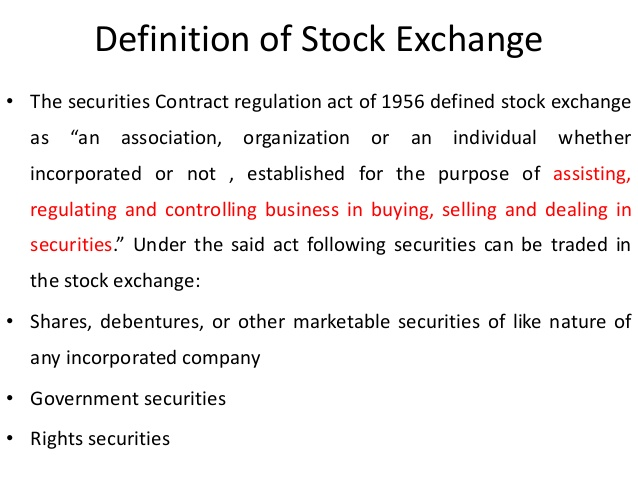 Definition of Stock Exchange
• The securities Contract regulation act of 1956 defined stock exchange
as “an association, organization or an individual whether
incorporated or not , established for the purpose of assisting,
regulating and controlling business in buying, selling and dealing in
securities.” Under the said act following securities can be traded in
the stock exchange:
• Shares, debentures, or other marketable securities of like nature of
any incorporated company
• Government securities
• Rights securities